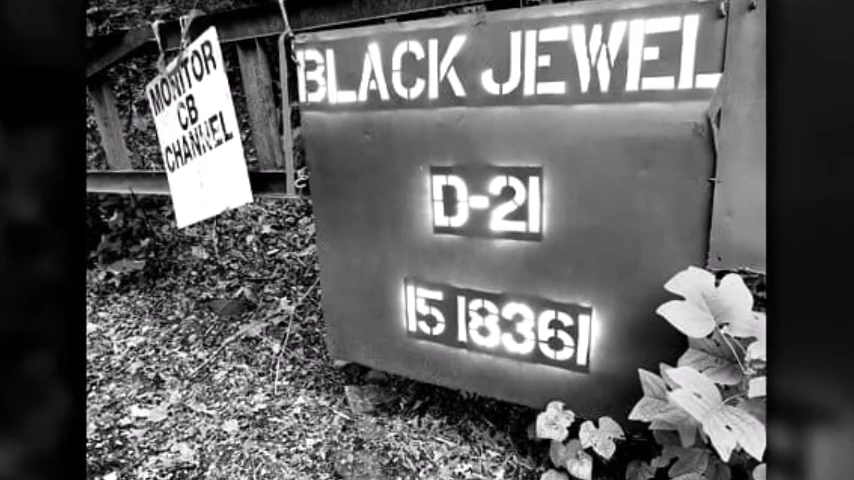 MONITOR
CB
CHANNEL
BLACK JEWEL
D-21
15 18361